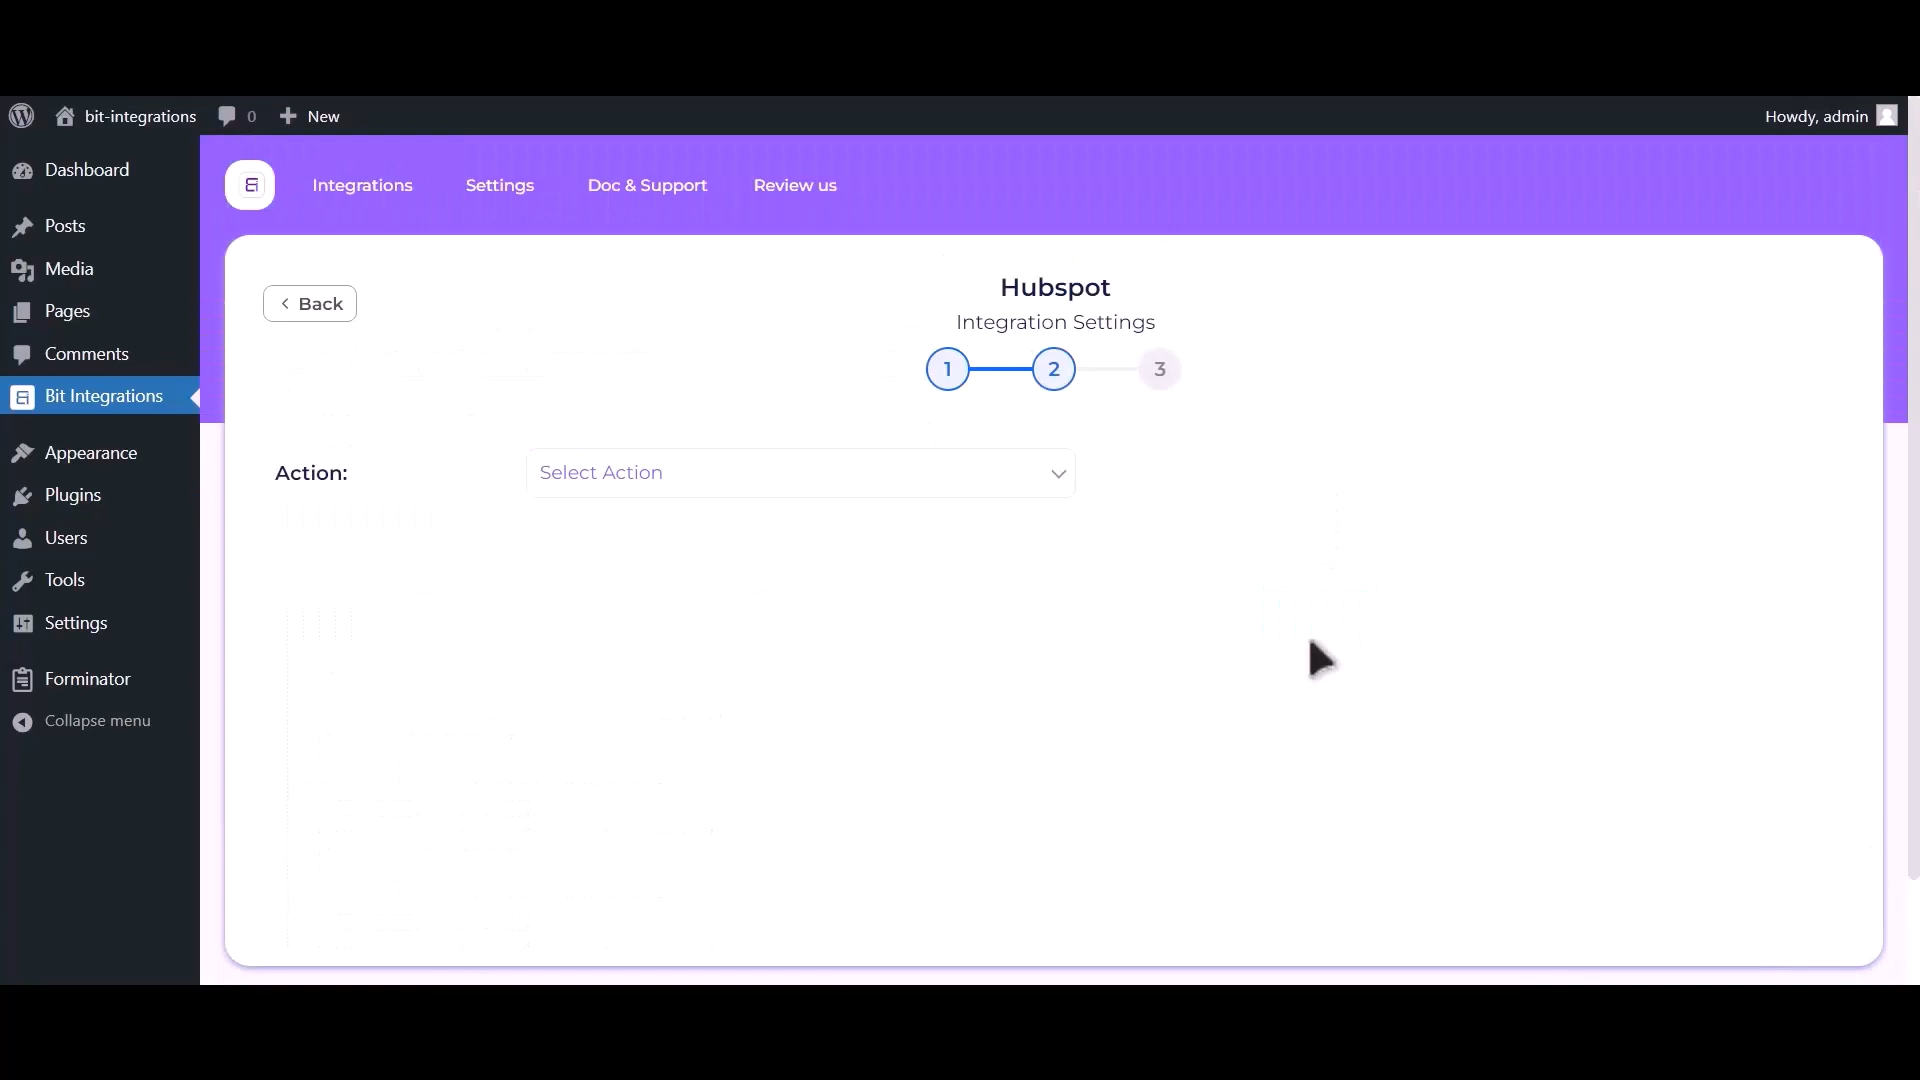 bit-integrations
0
New
Howdy, admin
Dashboard
Posts
Media
Pages
Comments
Bit Integrations
Appearance
Plugins
Users
Tools
Settings
Forminator
Collapse menu
Integrations
Settings
Doc & Support
Review us
Back
Hubspot
Integration Settings
1
2
3
Action:
Select Action